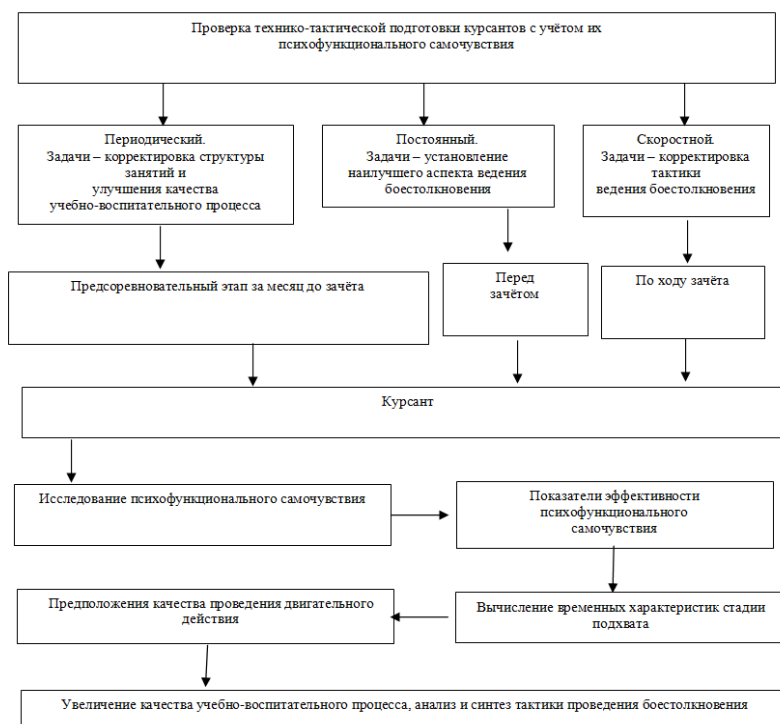 Проверка технико-тактической подготовки курсантов с учётом их
психофункционального самочувствия
Периодический.
Задачи – корректировка структуры
занятий и
улучшения качества
учебно-воспитательного процесса
Постоянный.
Задачи – установление
наилучшего аспекта ведения
боестолкновения
Скоростной.
Задачи – корректировка
тактики
ведения боестолкновения
Предсоревновательный этап за месяц до зачёта
Перед
зачётом
По ходу зачёта
Курсант
Исследование психофункционального самочувствия
Показатели эффективности
психофункционального
самочувствия
Предположения качества проведения двигательного
действия
Вычисление временных характеристик стадии
подхвата
Увеличение качества учебно-воспитательного процесса, анализ и синтез тактики проведения боестолкновения